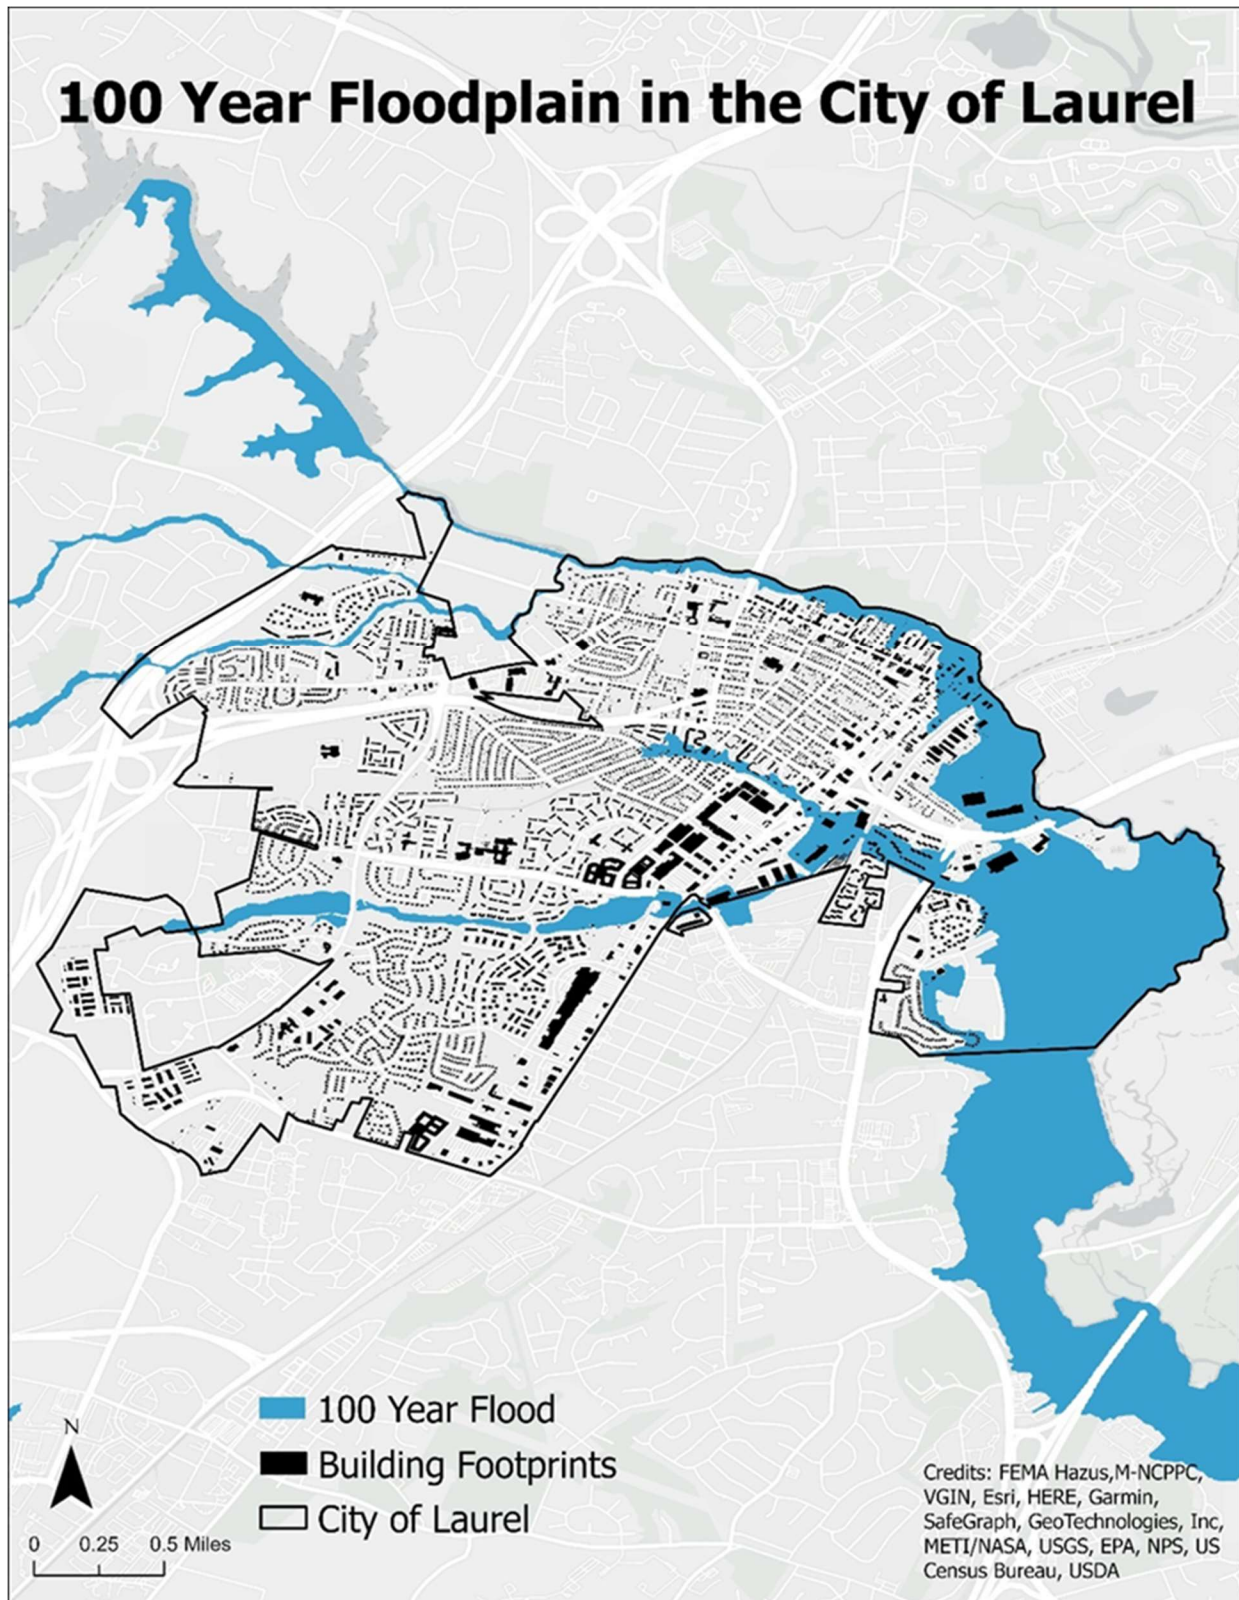 100 Year Floodplain in the City of Laurel
100 Year Flood
Building Footprints
City of Laurel
N
0 0.25 0.5 Miles
Credits: FEMA Hazus,M-NCPPC,
VGIN, Esri, HERE, Garmin,
SafeGraph, GeoTechnologies, Inc,
METI/NASA, USGS, EPA, NPS, US
Census Bureau, USDA